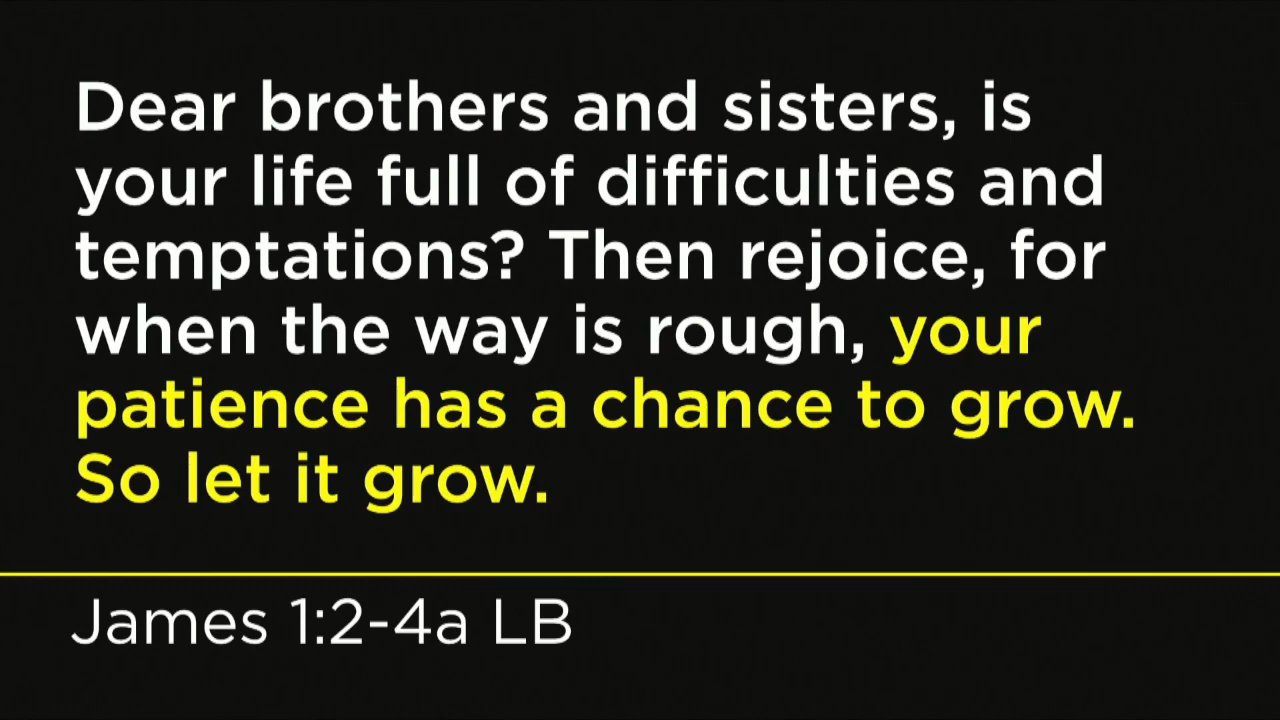 Dear brothers and sisters, is
your life full of difficulties and
temptations? Then rejoice, for
when the way is rough, your
patience has a chance to grow.
So let it grow.
James 1:2-4a LB